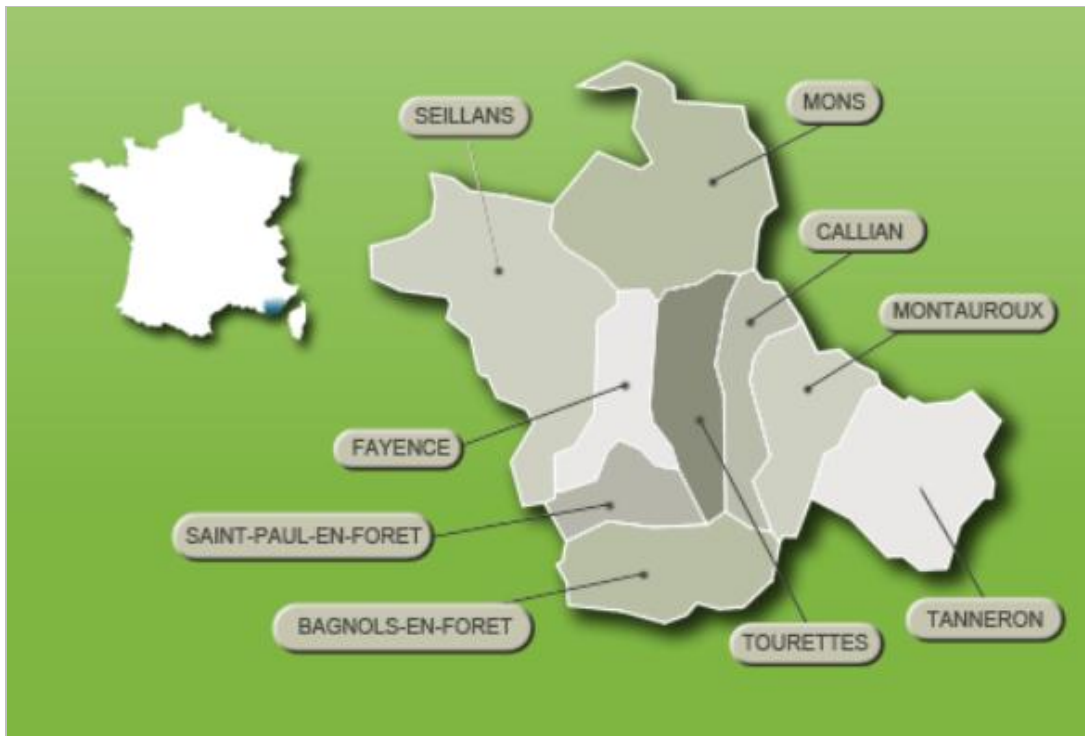 MONS
SEILLANS
CALLIAN
MONTAUROUX
FAYENCE
SAINT-PAUL-EN-FORET
BAGNOLS-EN-FORET
TOURETTES
TANNERON